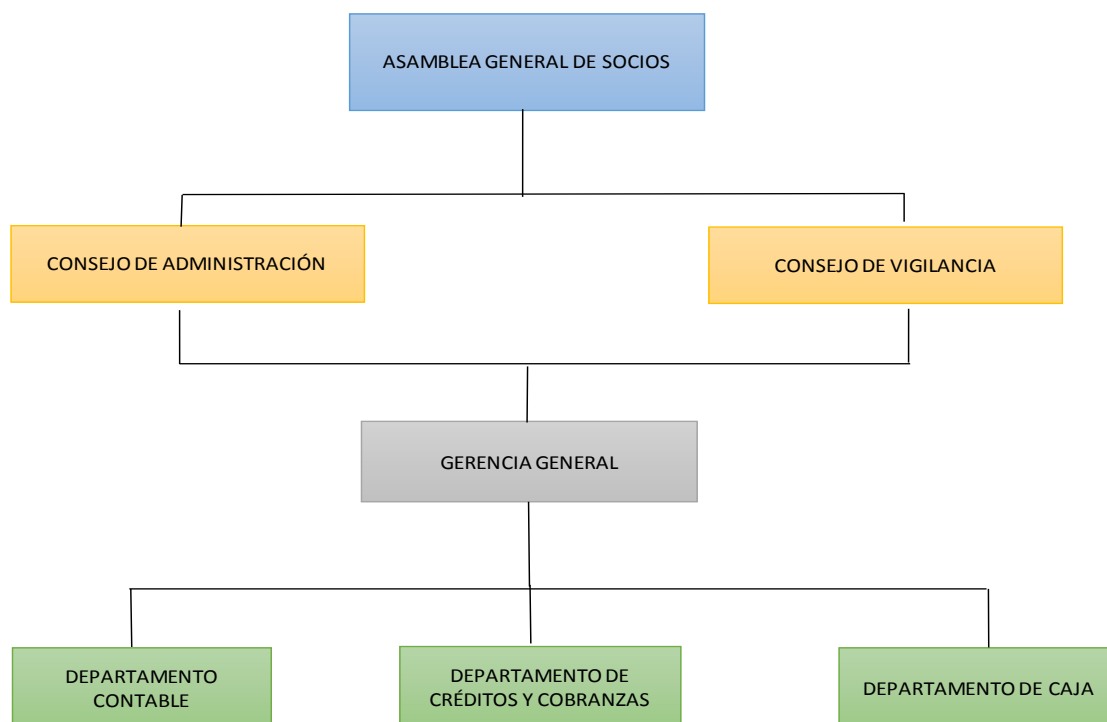 ASAMBLEA GENERAL DE SOCIOS
CONSEJO DE ADMINISTRACIÓN
CONSEJO DE VIGILANCIA
GERENCIA GENERAL
DEPARTAMENTO
CONTABLE
DEPARTAMENTO DE
CRÉDITOS Y COBRANZAS
DEPARTAMENTO DE CAJA